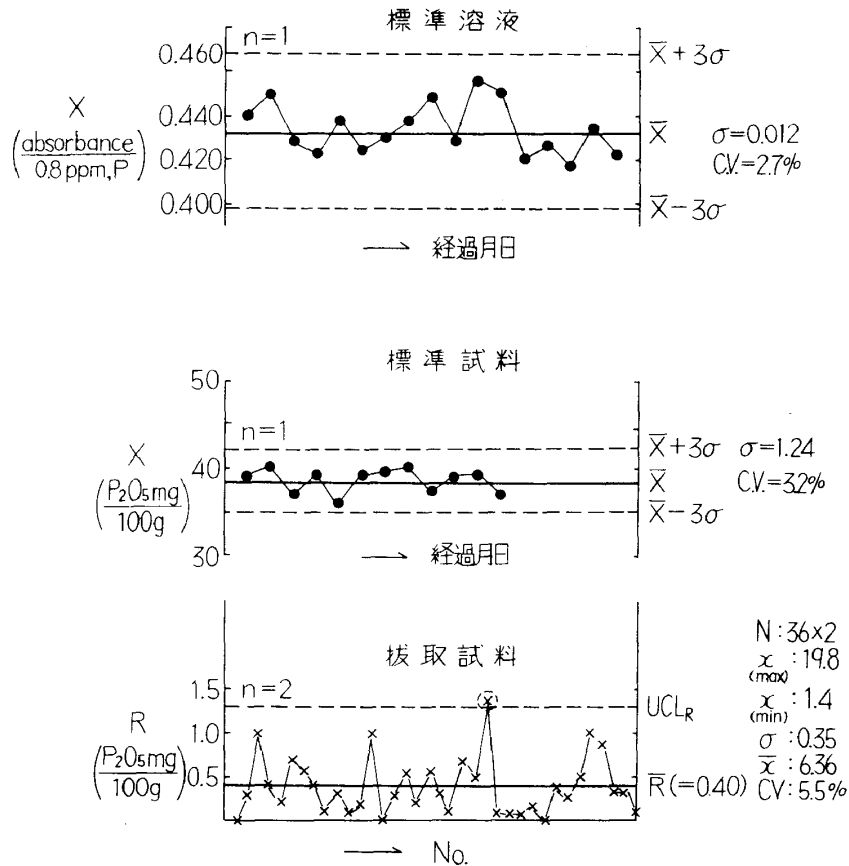 標準溶液
n=1
0.460
0.440
0.420
0.400
X
(absorbance / 0.8 ppm, P)
X̄+3σ
X̄
X̄−3σ
σ=0.012
C.V.=2.7%
→ 経過月日
標準試料
n=1
50
40
30
X
(P₂O₅mg / 100g)
X̄+3σ
X̄
X̄−3σ
σ=1.24
C.V.=3.2%
→ 経過月日
抜取試料
n=2
1.5
1.0
0.5
R
(P₂O₅mg / 100g)
UCL_R
R̄(=0.40)
→ No.
N:36×2
x(max):19.8
x(min):1.4
σ:0.35
x̄:6.36
CV:5.5%